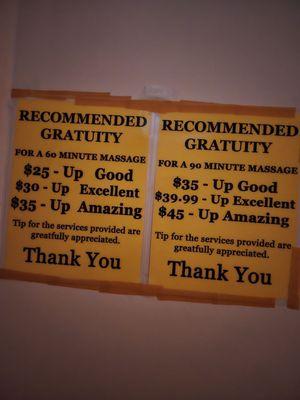 RECOMMENDED
GRATUITY
FOR A 60 MINUTE MASSAGE
$25 - Up Good
$30 - Up Excellent
$35 - Up Amazing
Tip for the services provided are
greatfully appreciated.
Thank You
RECOMMENDED
GRATUITY
FOR A 90 MINUTE MASSAGE
$35 - Up Good
$39.99 - Up Excellent
$45 - Up Amazing
Tip for the services provided are
greatfully appreciated.
Thank You